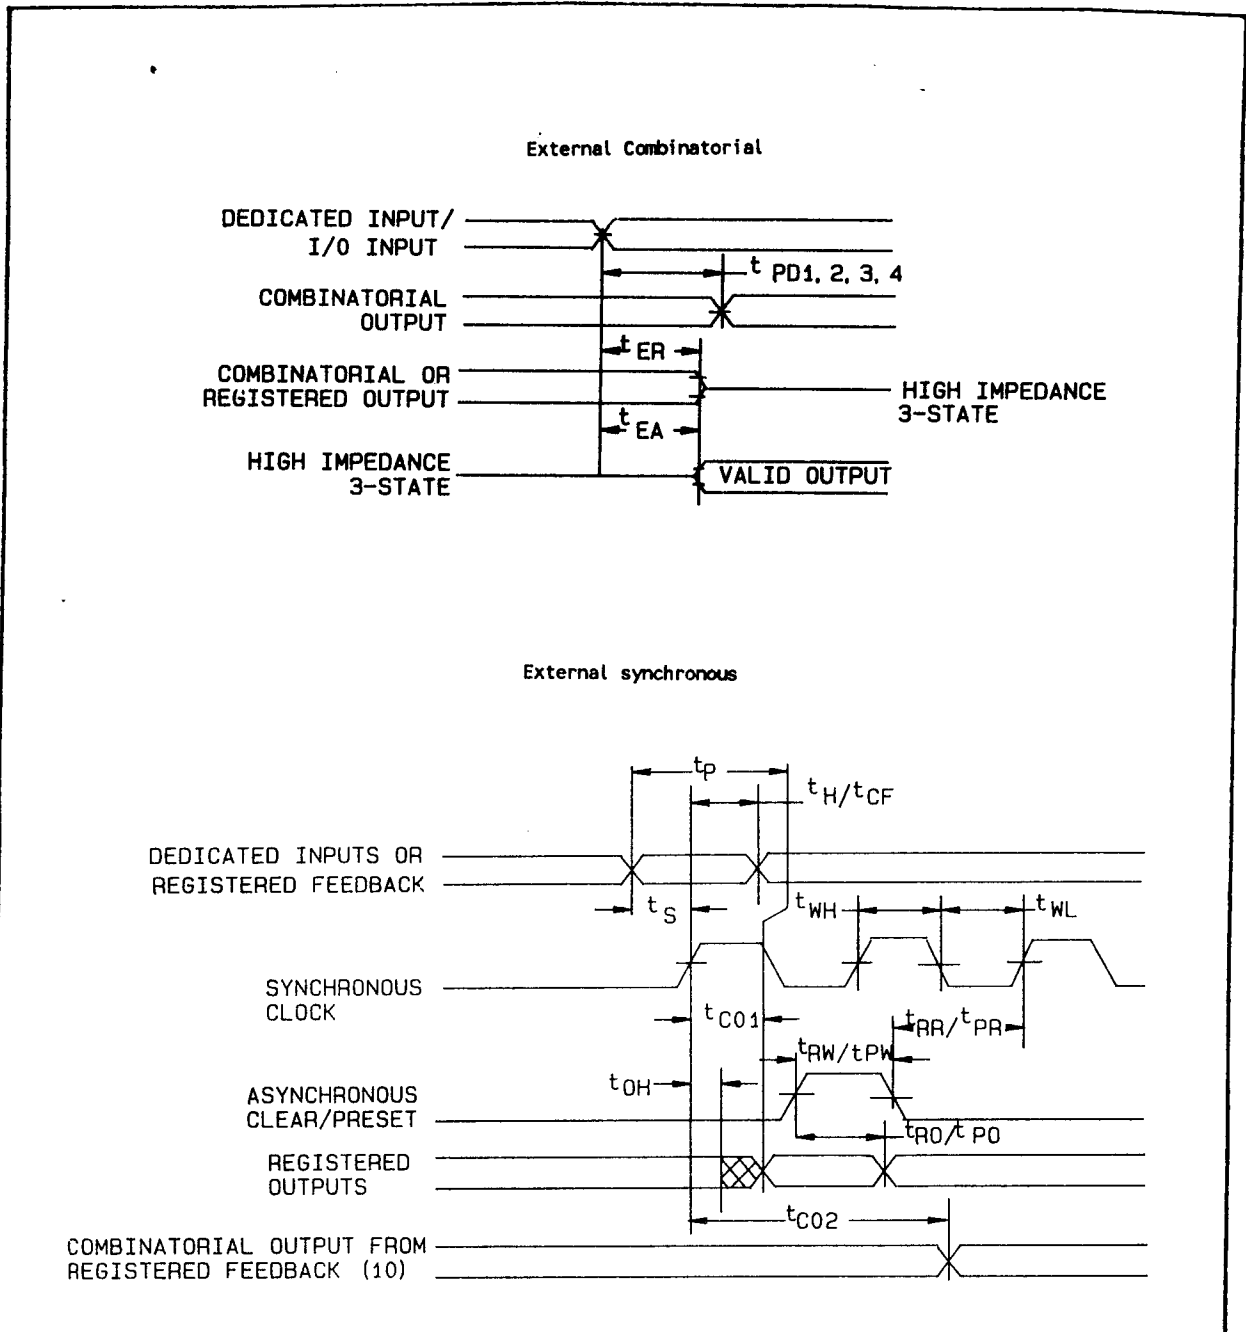 External Combinatorial
DEDICATED INPUT/
I/O INPUT
t PD1, 2, 3, 4
COMBINATORIAL
OUTPUT
t ER
COMBINATORIAL OR
REGISTERED OUTPUT
HIGH IMPEDANCE
3-STATE
t EA
HIGH IMPEDANCE
3-STATE
VALID OUTPUT
External synchronous
tP
tH/tCF
DEDICATED INPUTS OR
REGISTERED FEEDBACK
tS
tWH
tWL
SYNCHRONOUS
CLOCK
tCO1
tRR/tPR
tRW/tPW
tOH
ASYNCHRONOUS
CLEAR/PRESET
tRO/tPO
REGISTERED
OUTPUTS
tCO2
COMBINATORIAL OUTPUT FROM
REGISTERED FEEDBACK (10)